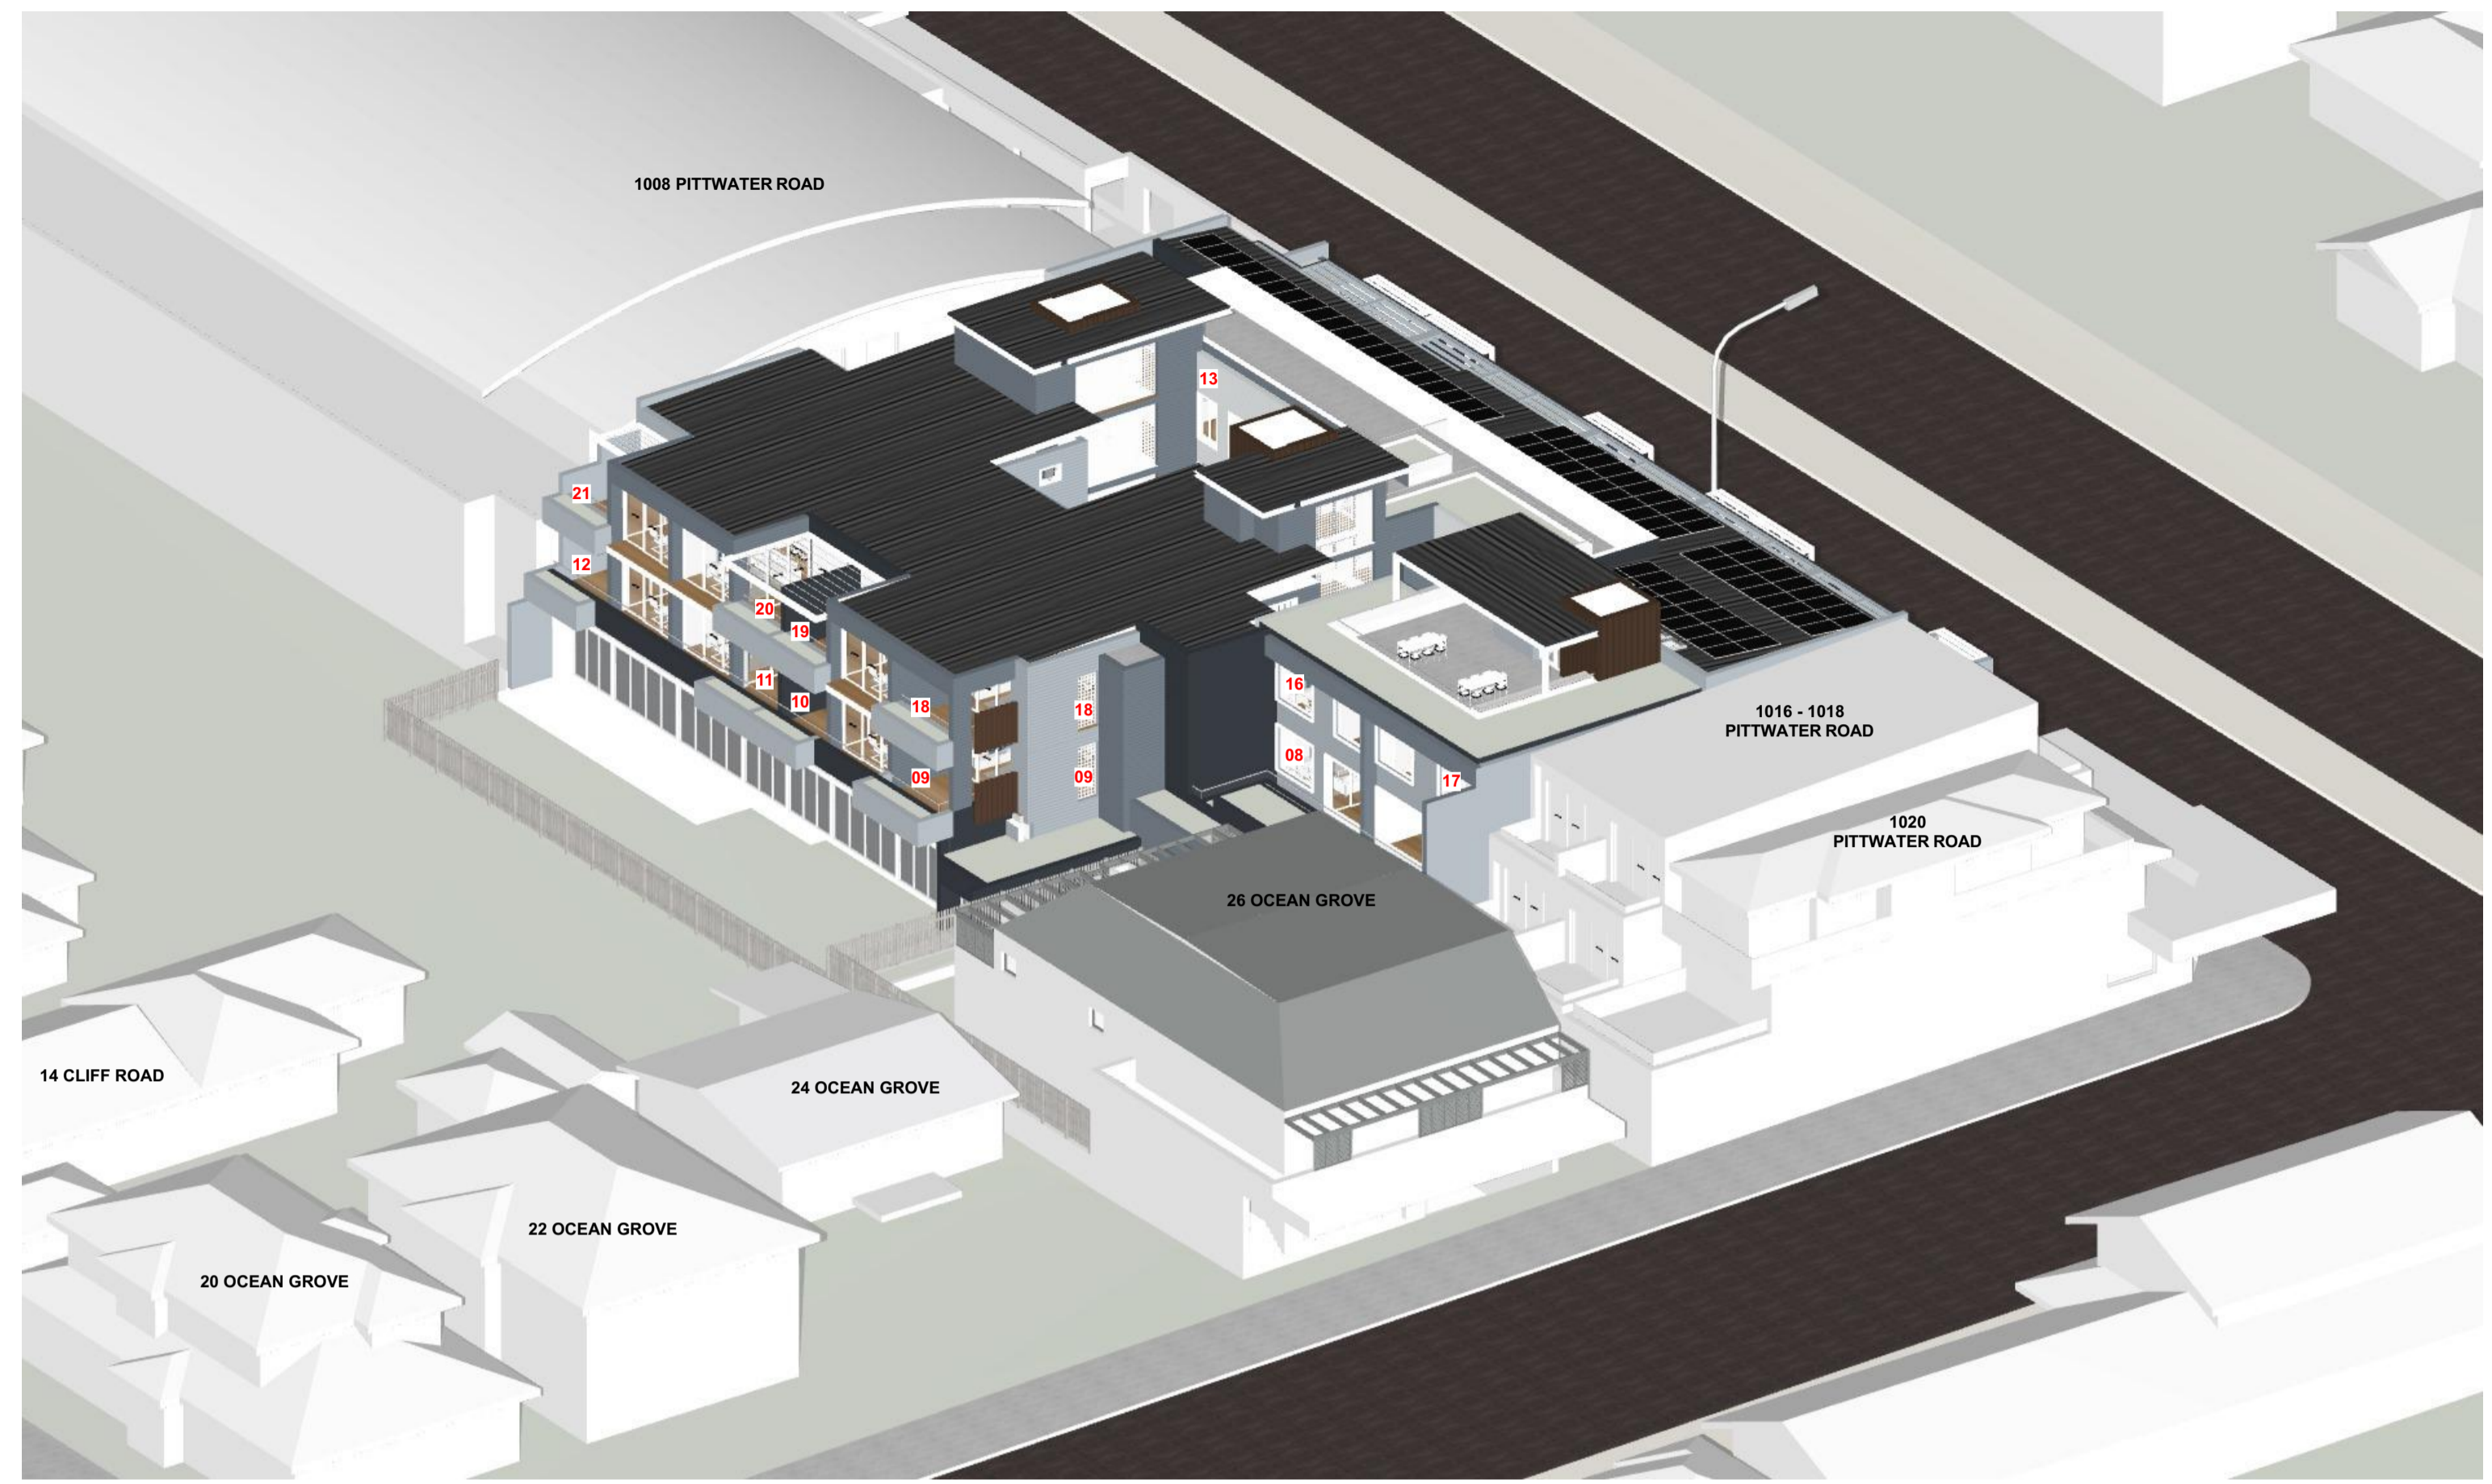 1008 PITTWATER ROAD
13
21
12
20
19
11
10
18
18
16
09
09
08
17
1016 - 1018
PITTWATER ROAD
1020
PITTWATER ROAD
26 OCEAN GROVE
14 CLIFF ROAD
24 OCEAN GROVE
22 OCEAN GROVE
20 OCEAN GROVE